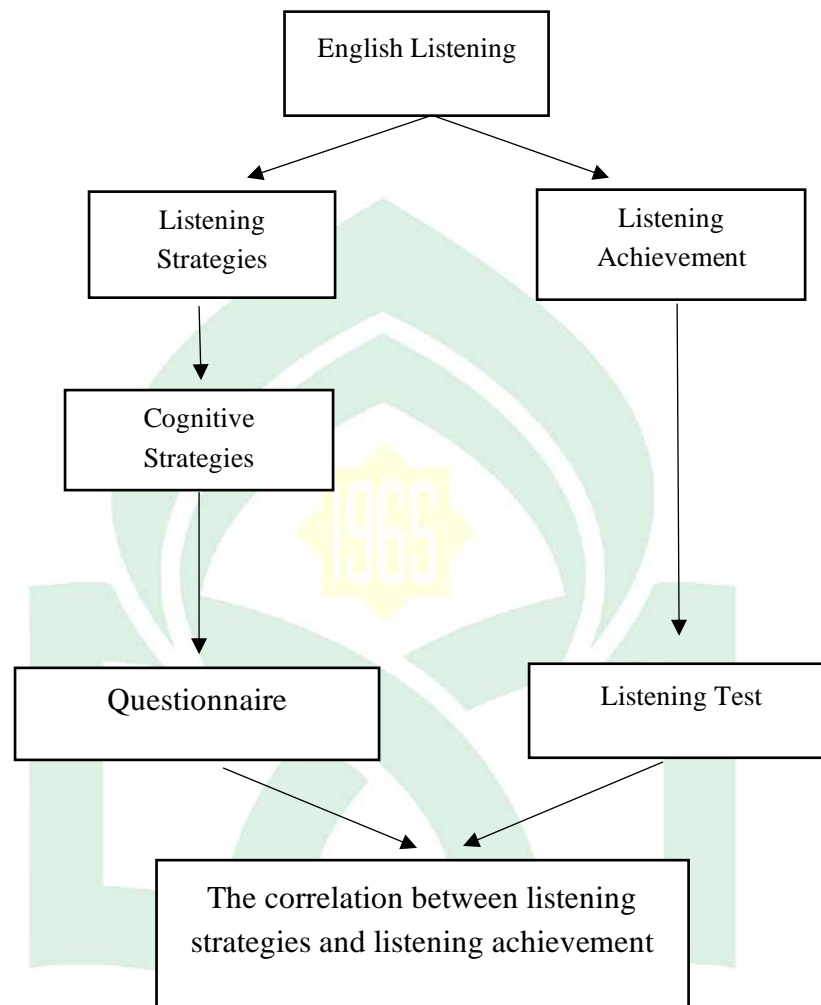 English Listening
Listening
Strategies
Listening
Achievement
Cognitive
Strategies
1965
Questionnaire
Listening Test
The correlation between listening
strategies and listening achievement